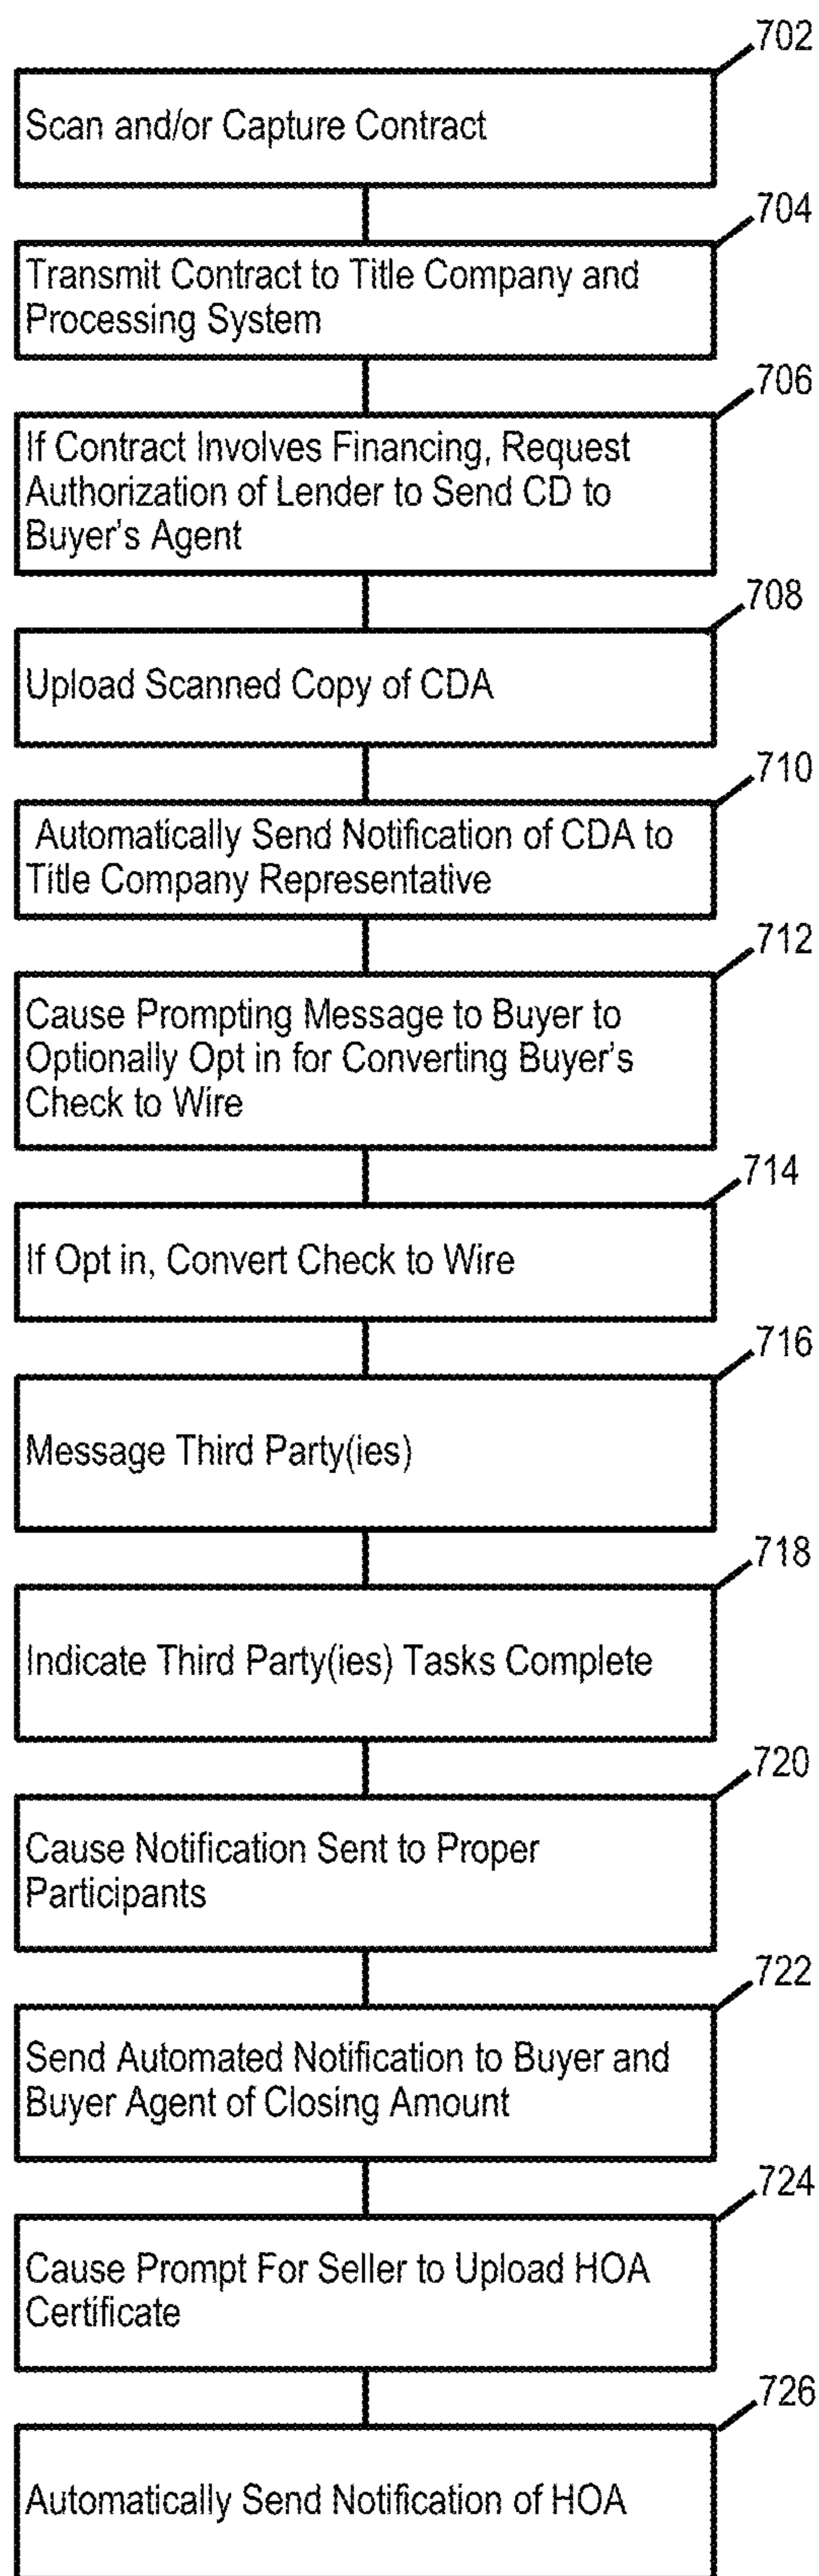 702
Scan and/or Capture Contract
704
Transmit Contract to Title Company and
Processing System
706
If Contract Involves Financing, Request
Authorization of Lender to Send CD to
Buyer's Agent
708
Upload Scanned Copy of CDA
710
Automatically Send Notification of CDA to
Title Company Representative
712
Cause Prompting Message to Buyer to
Optionally Opt in for Converting Buyer's
Check to Wire
714
If Opt in, Convert Check to Wire
716
Message Third Party(ies)
718
Indicate Third Party(ies) Tasks Complete
720
Cause Notification Sent to Proper
Participants
722
Send Automated Notification to Buyer and
Buyer Agent of Closing Amount
724
Cause Prompt For Seller to Upload HOA
Certificate
726
Automatically Send Notification of HOA